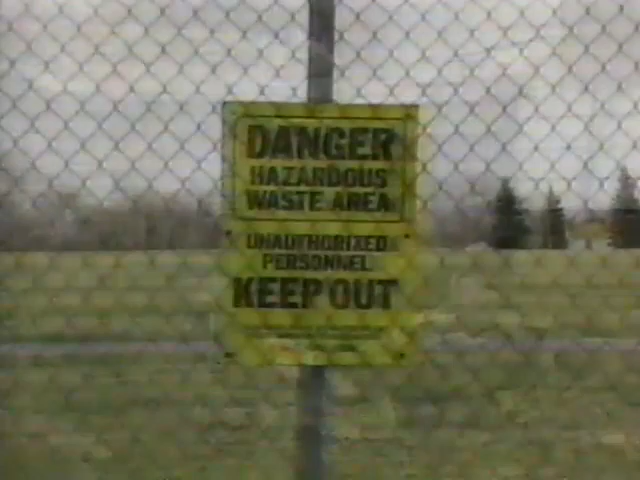 DANGER
HAZARDOUS
WASTE AREA
UNAUTHORIZED
PERSONNEL
KEEP OUT